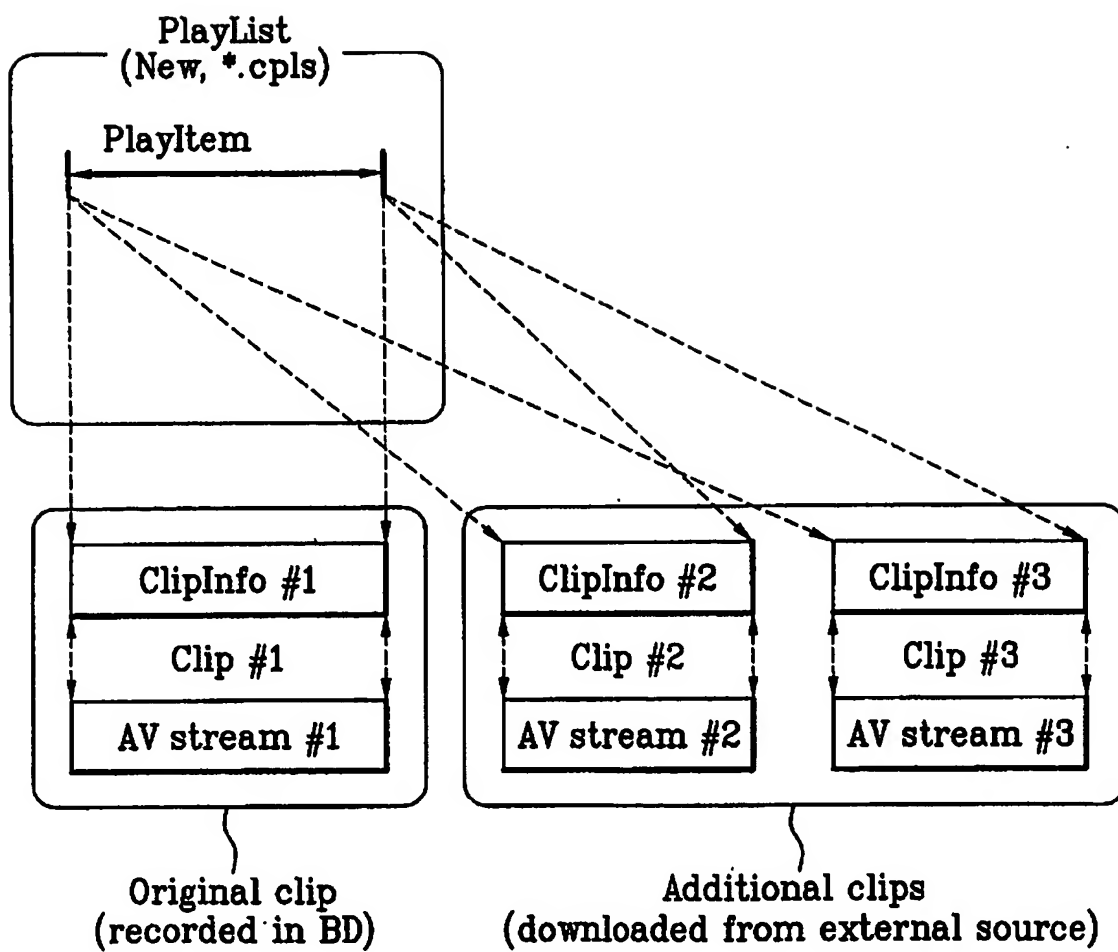 PlayList
(New, *.cpls)
PlayItem
ClipInfo #1
Clip #1
AV stream #1
ClipInfo #2
Clip #2
AV stream #2
ClipInfo #3
Clip #3
AV stream #3
Original clip
(recorded in BD)
Additional clips
(downloaded from external source)